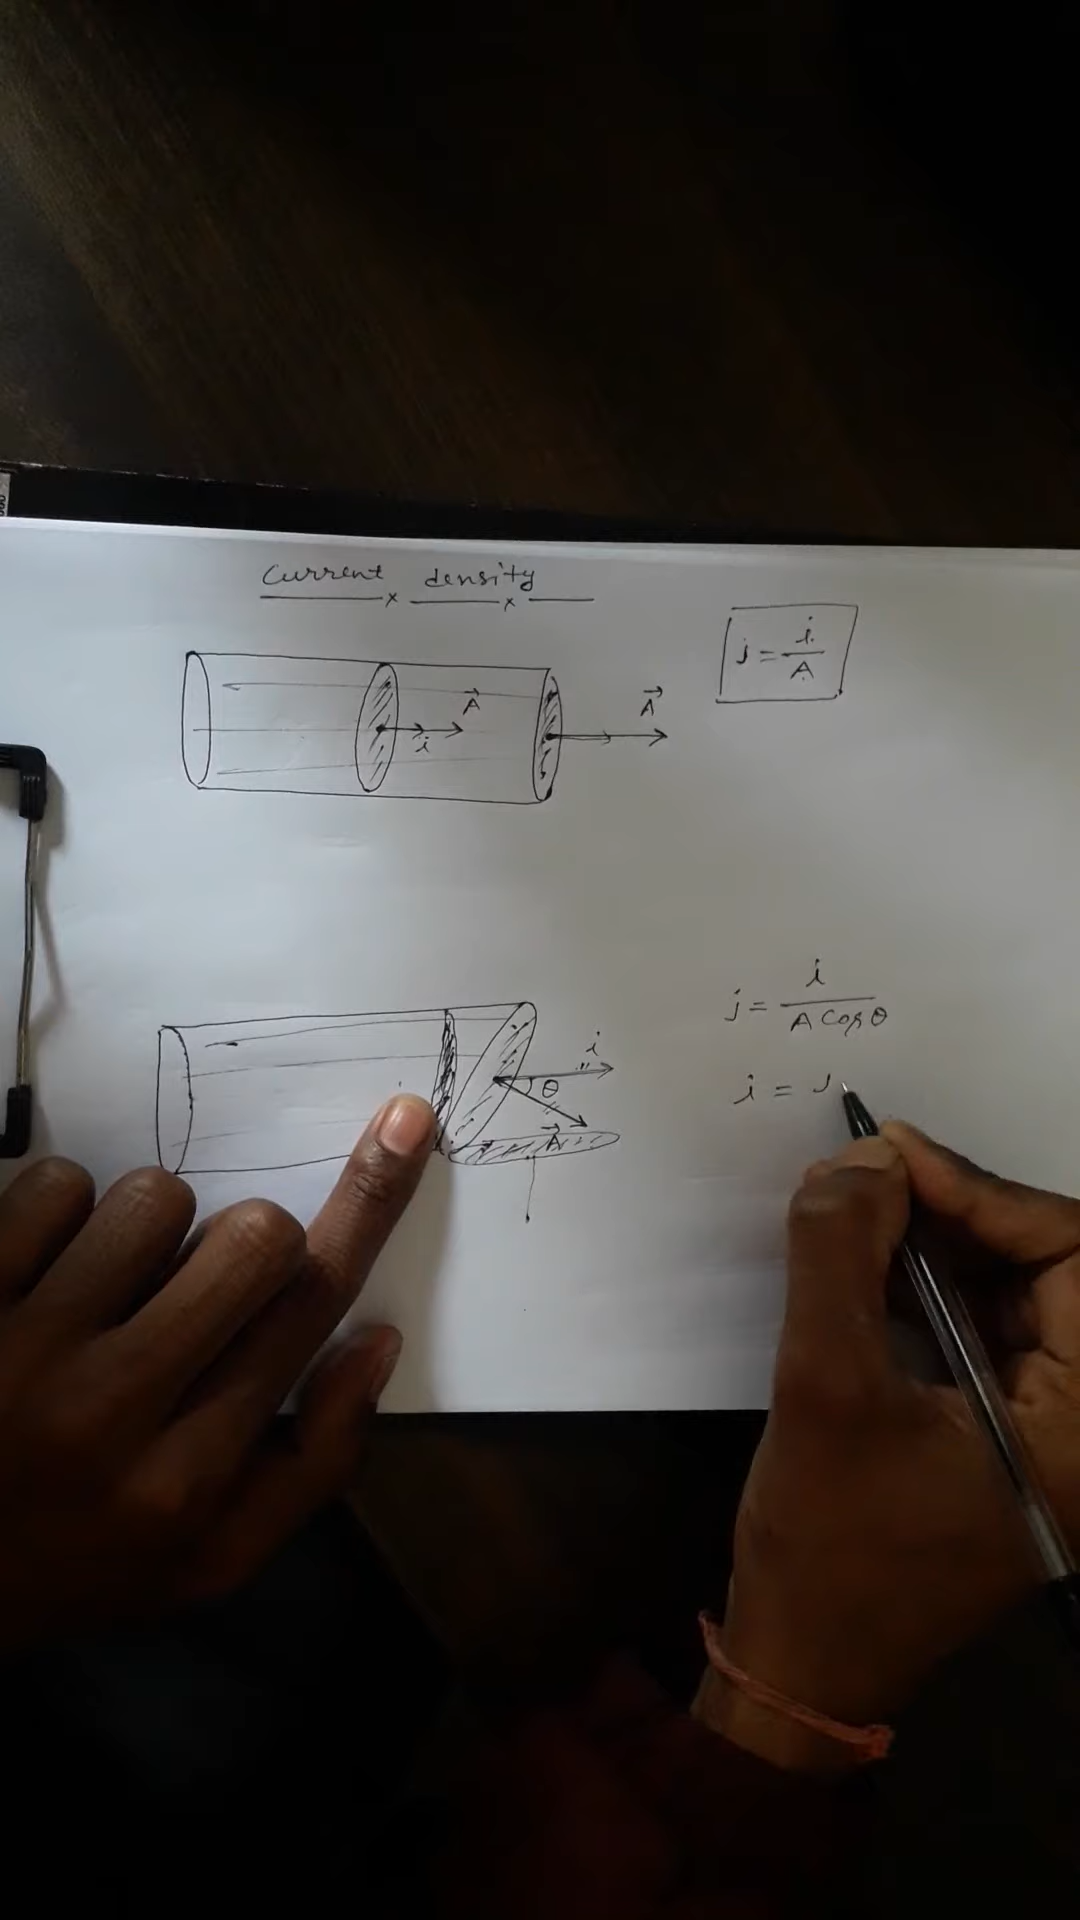 Current density
j = i / A
A⃗
A⃗
i
j = i / A Cosθ
i
θ
i = J
A⃗